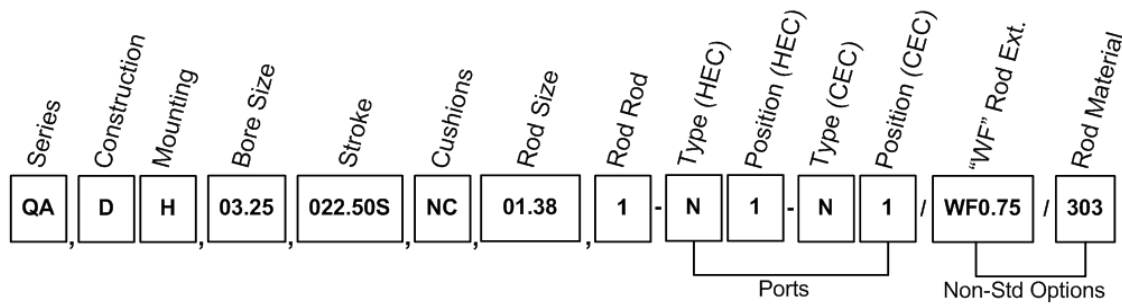 Series Construction Mounting Bore Size Stroke Cushions Rod Size Rod Rod Type (HEC) Position (HEC) Type (CEC) Position (CEC) “WF” Rod Ext. Rod Material
QA , D H , 03.25 , 022.50S , NC , 01.38 , 1 - N 1 - N 1 / WF0.75 / 303
Ports Non-Std Options